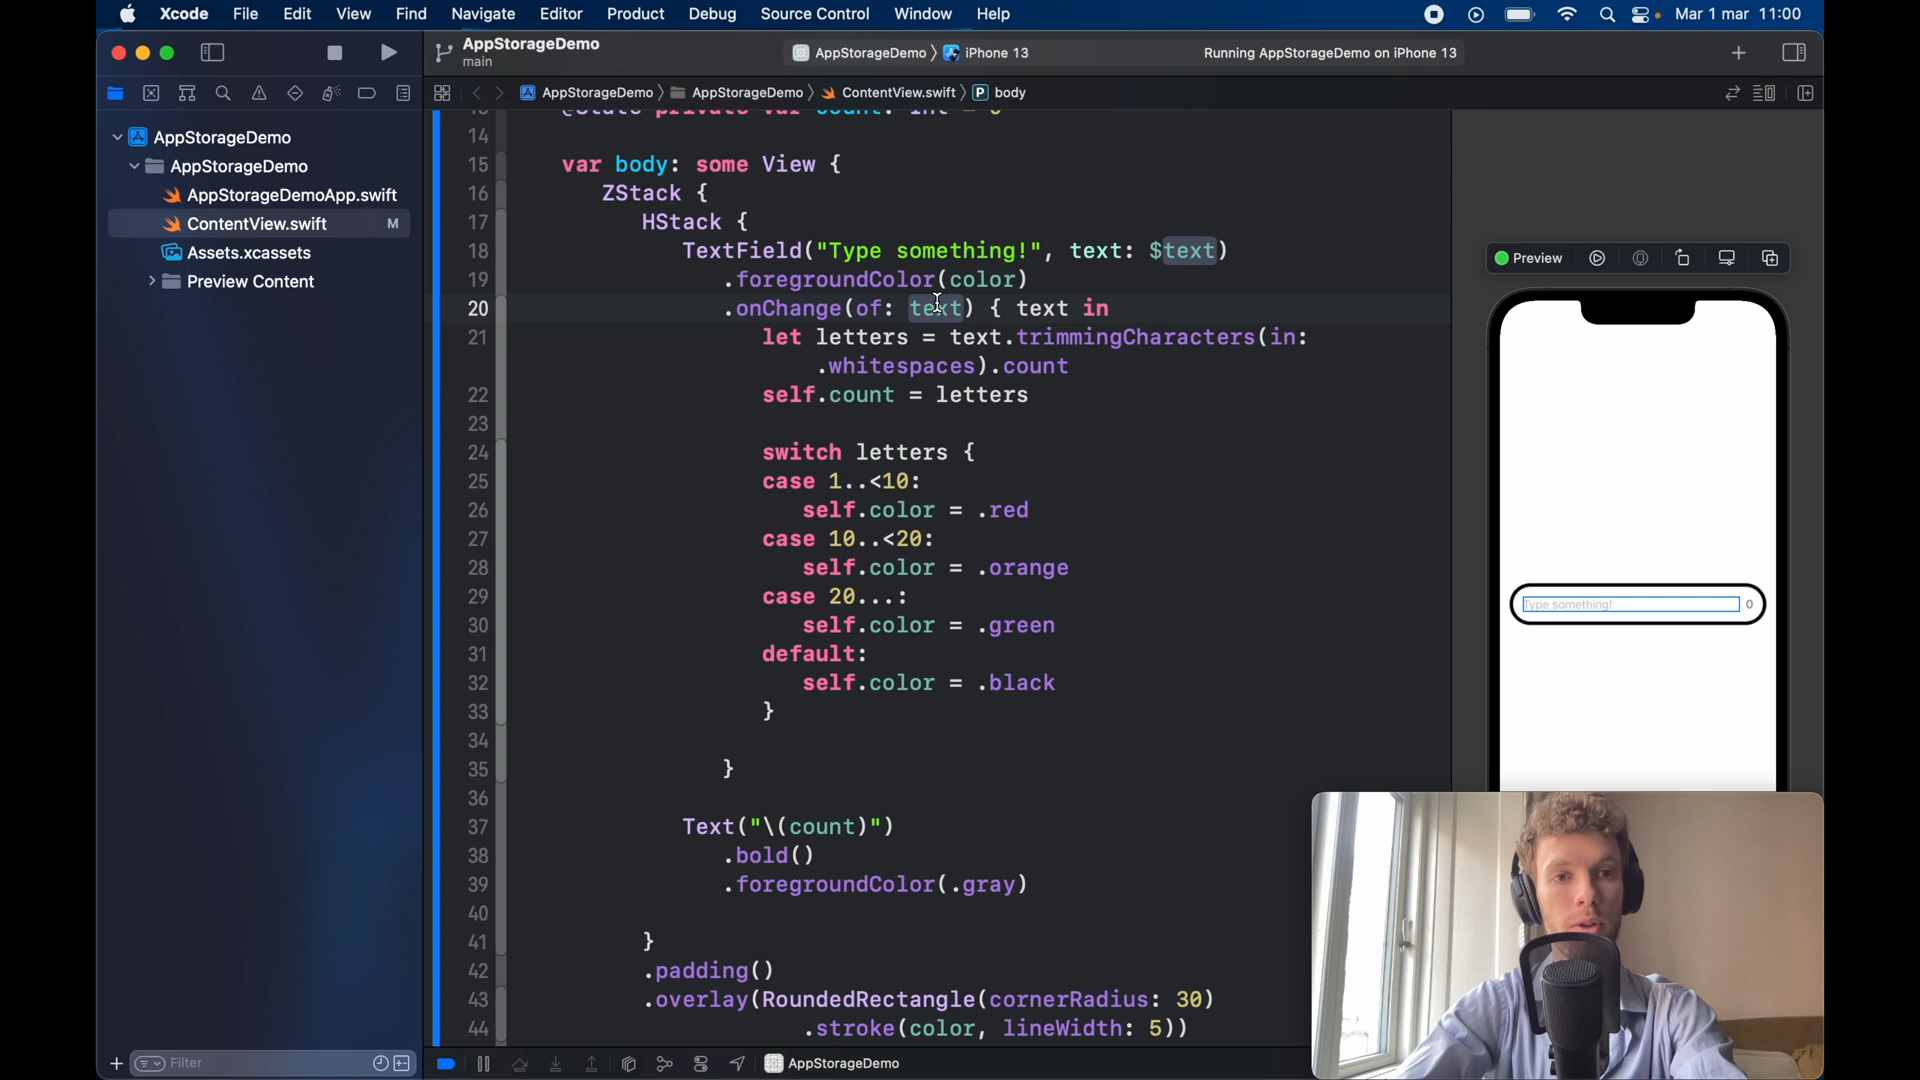 Xcode File Edit View Find Navigate Editor Product Debug Source Control Window Help Mar 1 mar 11:00
AppStorageDemo
main
AppStorageDemo 〉 iPhone 13 Running AppStorageDemo on iPhone 13
AppStorageDemo 〉 AppStorageDemo 〉 ContentView.swift 〉 P body
AppStorageDemo
AppStorageDemo
AppStorageDemoApp.swift
ContentView.swift M
Assets.xcassets
Preview Content
14
15 var body: some View {
16 ZStack {
17 HStack {
18 TextField("Type something!", text: $text)
19 .foregroundColor(color)
20 .onChange(of: text) { text in
21 let letters = text.trimmingCharacters(in:
.whitespaces).count
22 self.count = letters
23
24 switch letters {
25 case 1..<10:
26 self.color = .red
27 case 10..<20:
28 self.color = .orange
29 case 20...:
30 self.color = .green
31 default:
32 self.color = .black
33 }
34
35 }
36
37 Text("\(count)")
38 .bold()
39 .foregroundColor(.gray)
40
41 }
42 .padding()
43 .overlay(RoundedRectangle(cornerRadius: 30)
44 .stroke(color, lineWidth: 5))
Preview
Type something! 0
Filter
AppStorageDemo